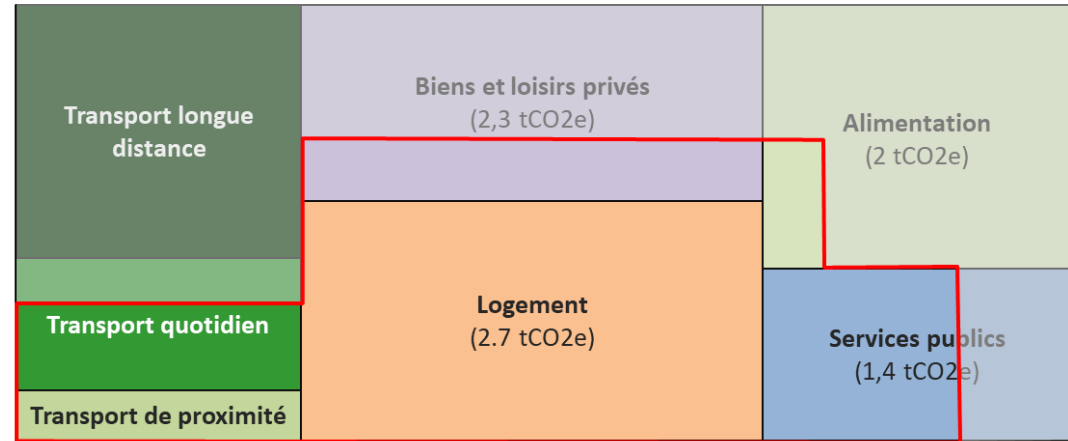 Transport longue
distance
Transport quotidien
Transport de proximité
Biens et loisirs privés
(2,3 tCO2e)
Logement
(2.7 tCO2e)
Alimentation
(2 tCO2e)
Services publics
(1,4 tCO2e)